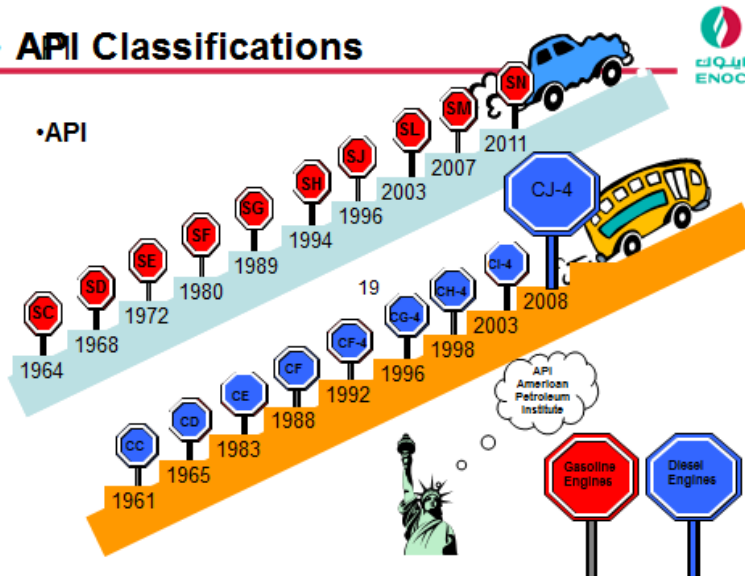 API Classifications
اينوك
ENOC
•API
SN
SM
SL
SJ
SH
SG
SF
SE
SD
SC
2011
2007
2003
1996
1994
1989
1980
1972
1968
1964
CJ-4
CI-4
CH-4
19
CG-4
CF-4
CF
CE
CD
CC
2008
2003
1998
1996
1992
1988
1983
1965
1961
API
American
Petroleum
Institute
Gasoline
Engines
Diesel
Engines